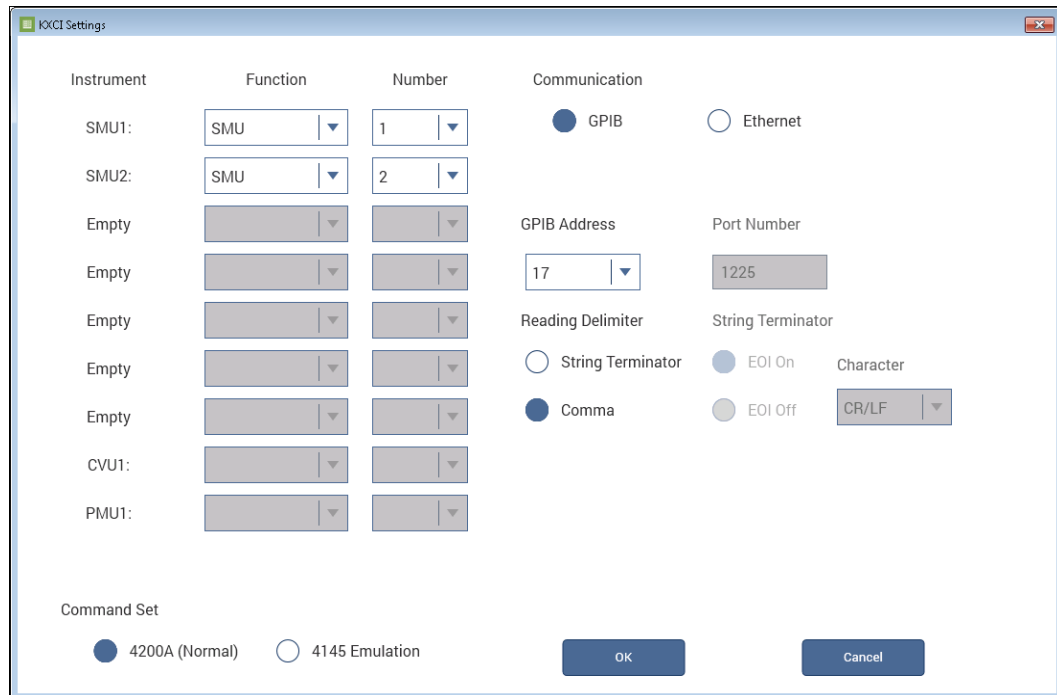 KXCI Settings
Instrument Function Number Communication
SMU1: SMU 1 GPIB Ethernet
SMU2: SMU 2
Empty GPIB Address Port Number
Empty 17 1225
Empty Reading Delimiter String Terminator
Empty String Terminator EOI On Character
Empty Comma EOI Off CR/LF
CVU1:
PMU1:
Command Set
4200A (Normal) 4145 Emulation OK Cancel